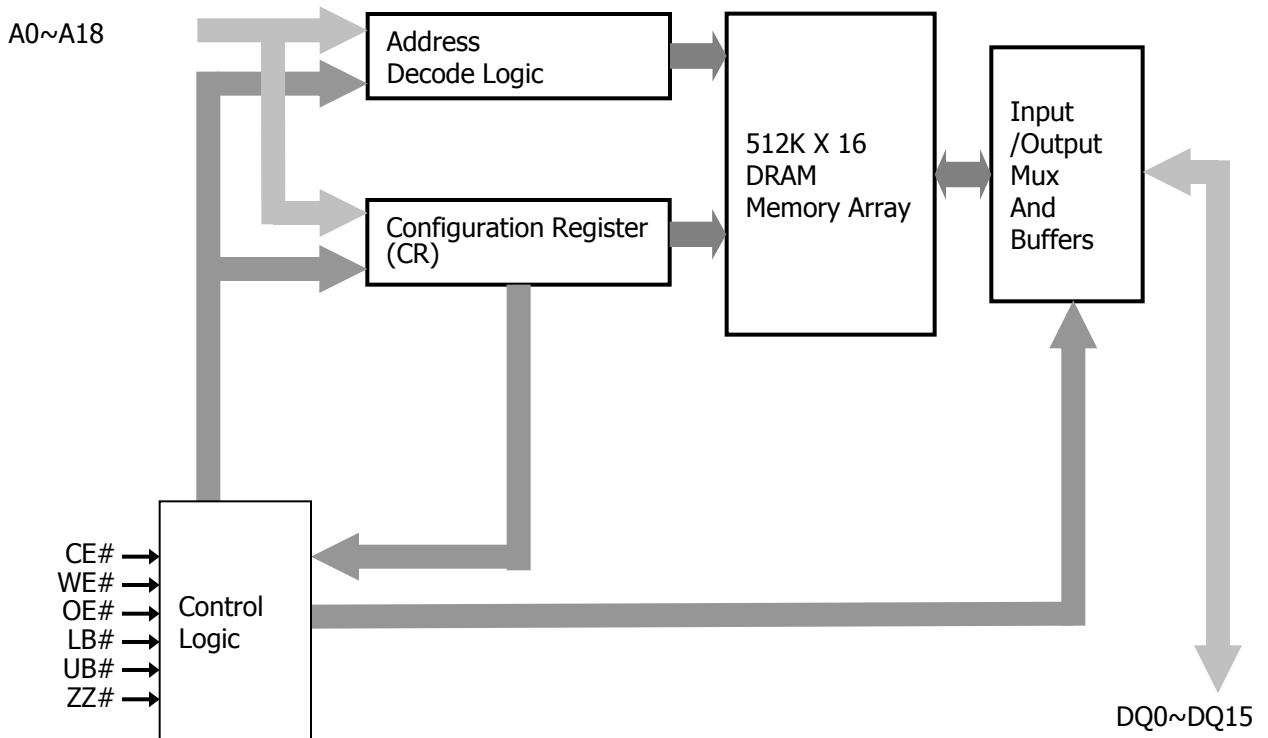 A0~A18
Address
Decode Logic
Configuration Register
(CR)
512K X 16
DRAM
Memory Array
Input
/Output
Mux
And
Buffers
CE#
WE#
OE#
LB#
UB#
ZZ#
Control
Logic
DQ0~DQ15